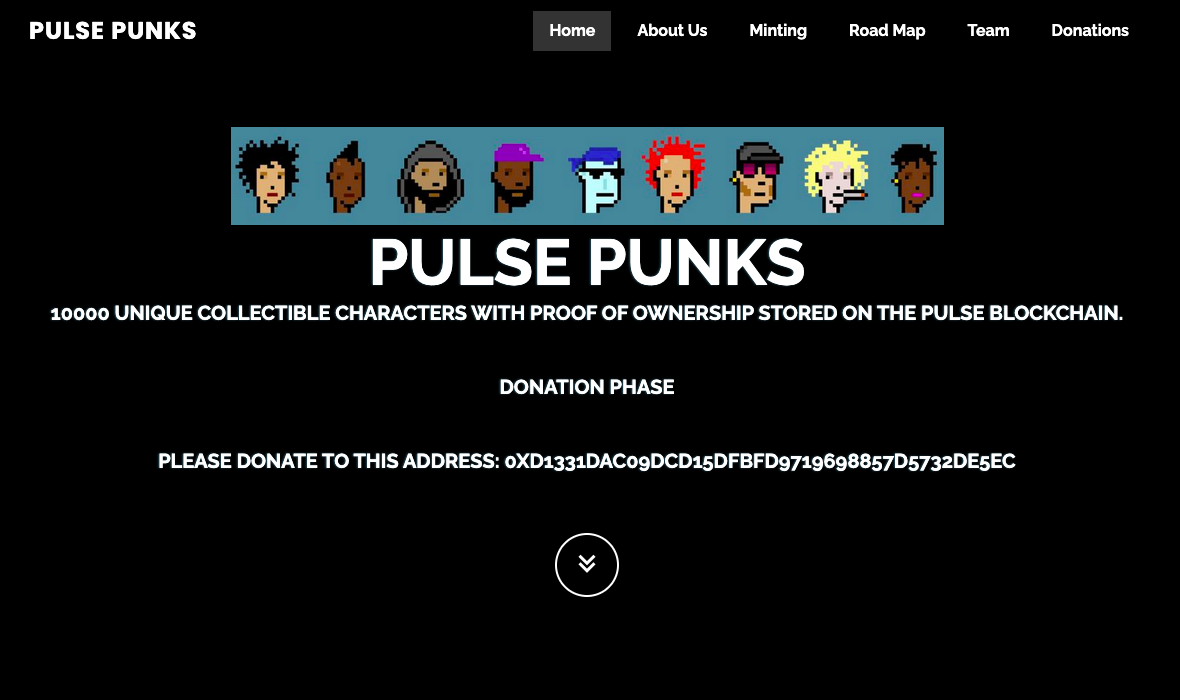 PULSE PUNKS
Home About Us Minting Road Map Team Donations
PULSE PUNKS
10000 UNIQUE COLLECTIBLE CHARACTERS WITH PROOF OF OWNERSHIP STORED ON THE PULSE BLOCKCHAIN.
DONATION PHASE
PLEASE DONATE TO THIS ADDRESS: 0XD1331DAC09DCD15DFBFD9719698857D5732DE5EC